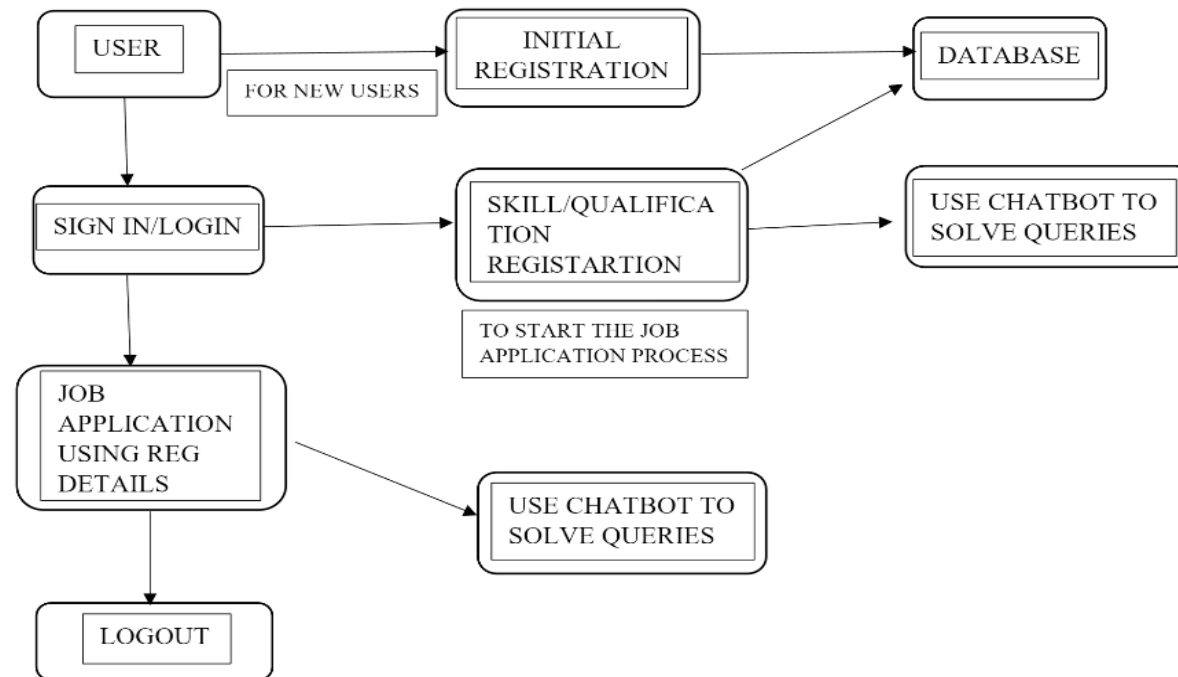 USER
INITIAL
REGISTRATION
DATABASE
FOR NEW USERS
SIGN IN/LOGIN
SKILL/QUALIFICA
TION
REGISTARTION
USE CHATBOT TO
SOLVE QUERIES
TO START THE JOB
APPLICATION PROCESS
JOB
APPLICATION
USING REG
DETAILS
USE CHATBOT TO
SOLVE QUERIES
LOGOUT